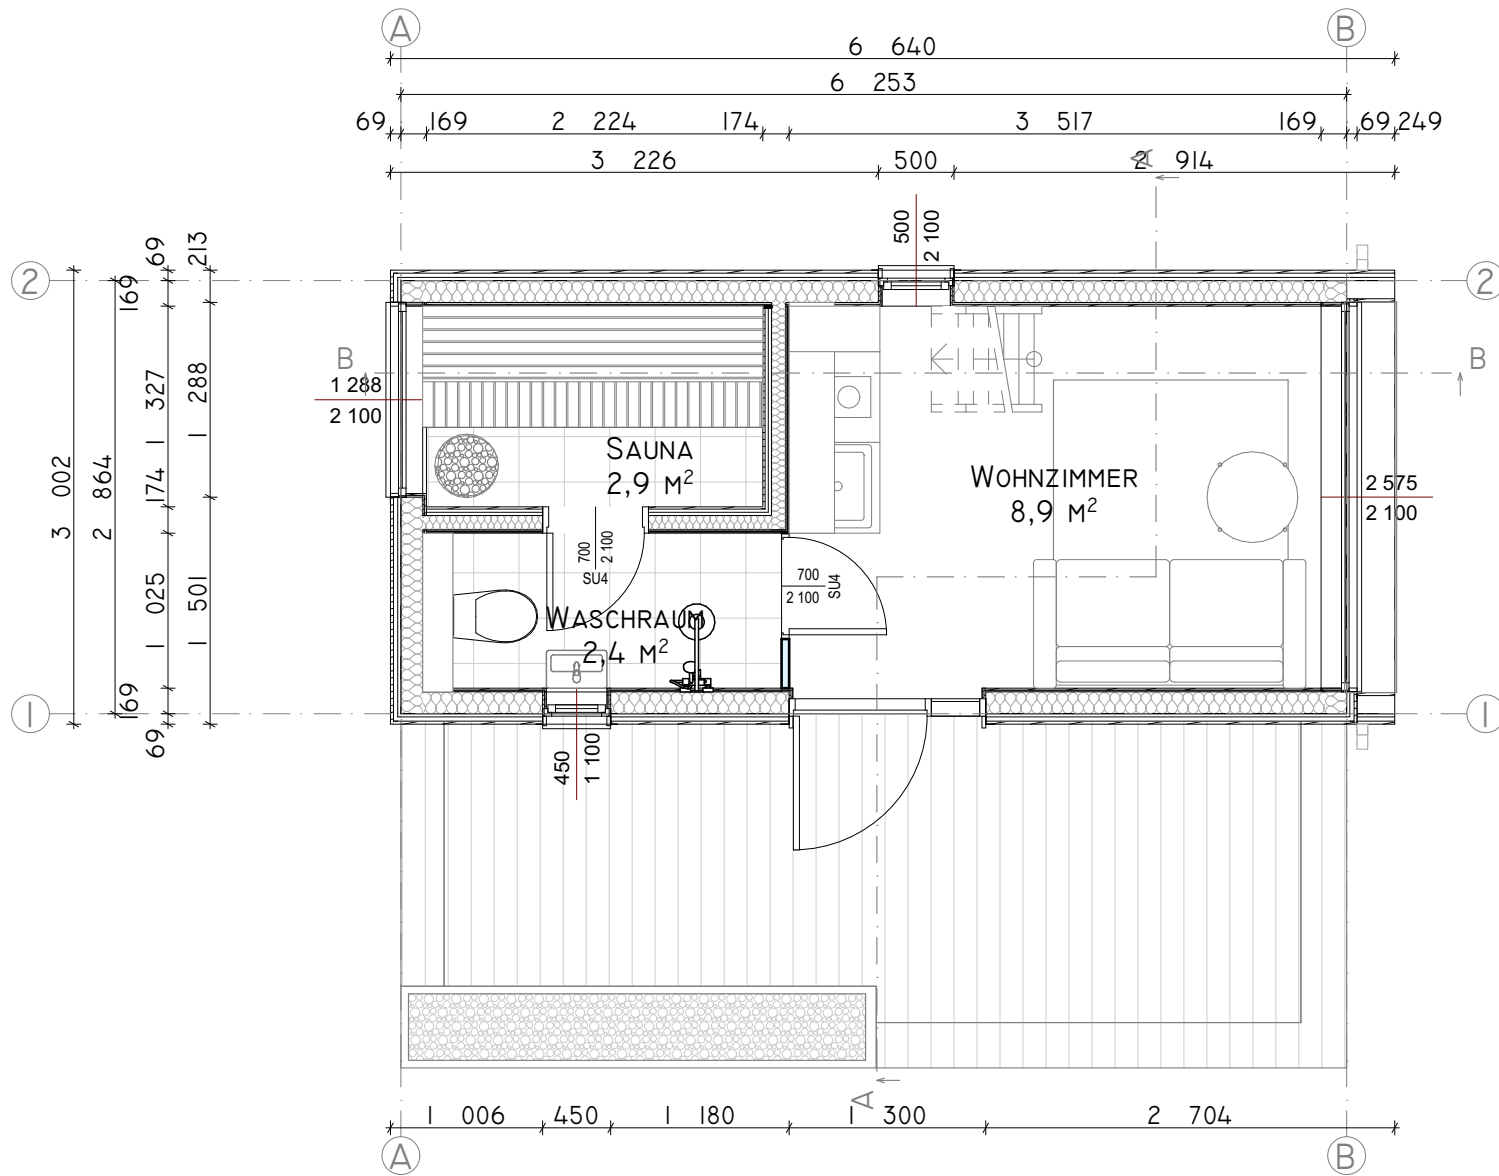 A
B
6 640
6 253
69 169 2 224 174 3 517 169 69 249
3 226 500 2 914
A
500
2 100
2
2
69
213
169
1 327
1 288
174
3 002
2 864
1 025
1 501
169
69
B
B
1 288
2 100
SAUNA
2,9 M²
WOHNZIMMER
8,9 M²
2 575
2 100
700
2 100
SU4
700
2 100
SU4
WASCHRAUM
2,4 M²
450
1 100
1
1
A
1 006 450 1 180 1 300 2 704
A
B